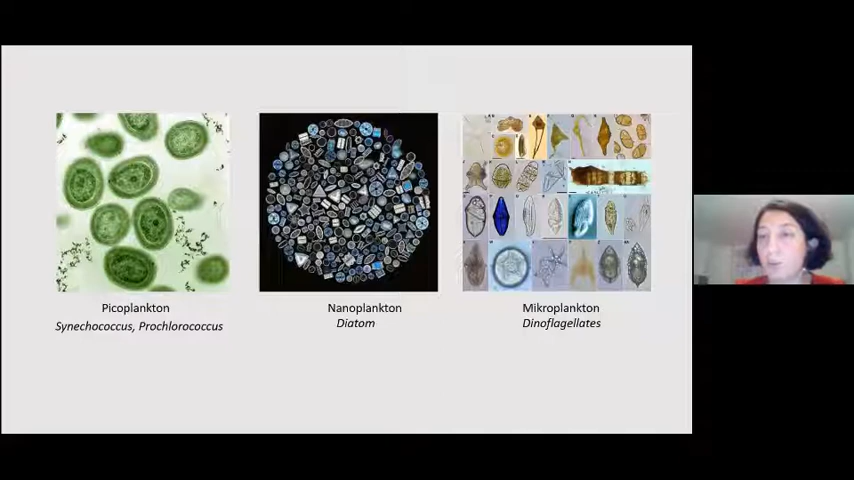 Picoplankton
Synechococcus, Prochlorococcus
Nanoplankton
Diatom
Mikroplankton
Dinoflagellates